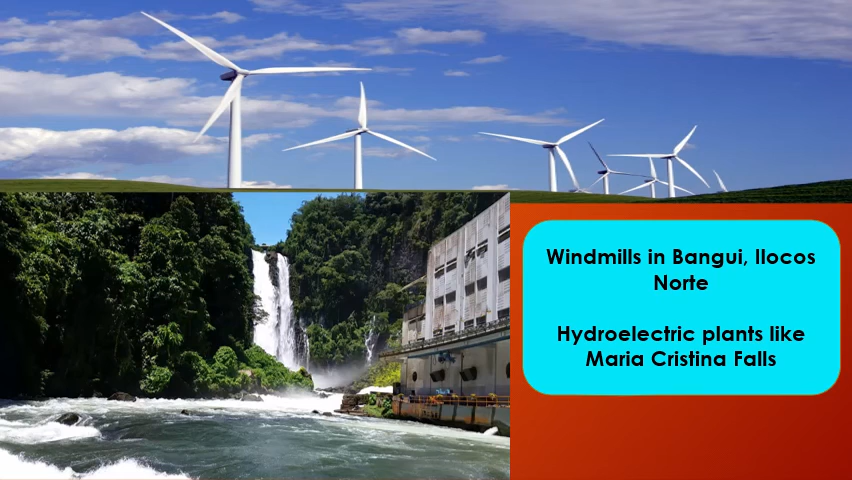 Windmills in Bangui, Ilocos
Norte
Hydroelectric plants like
Maria Cristina Falls